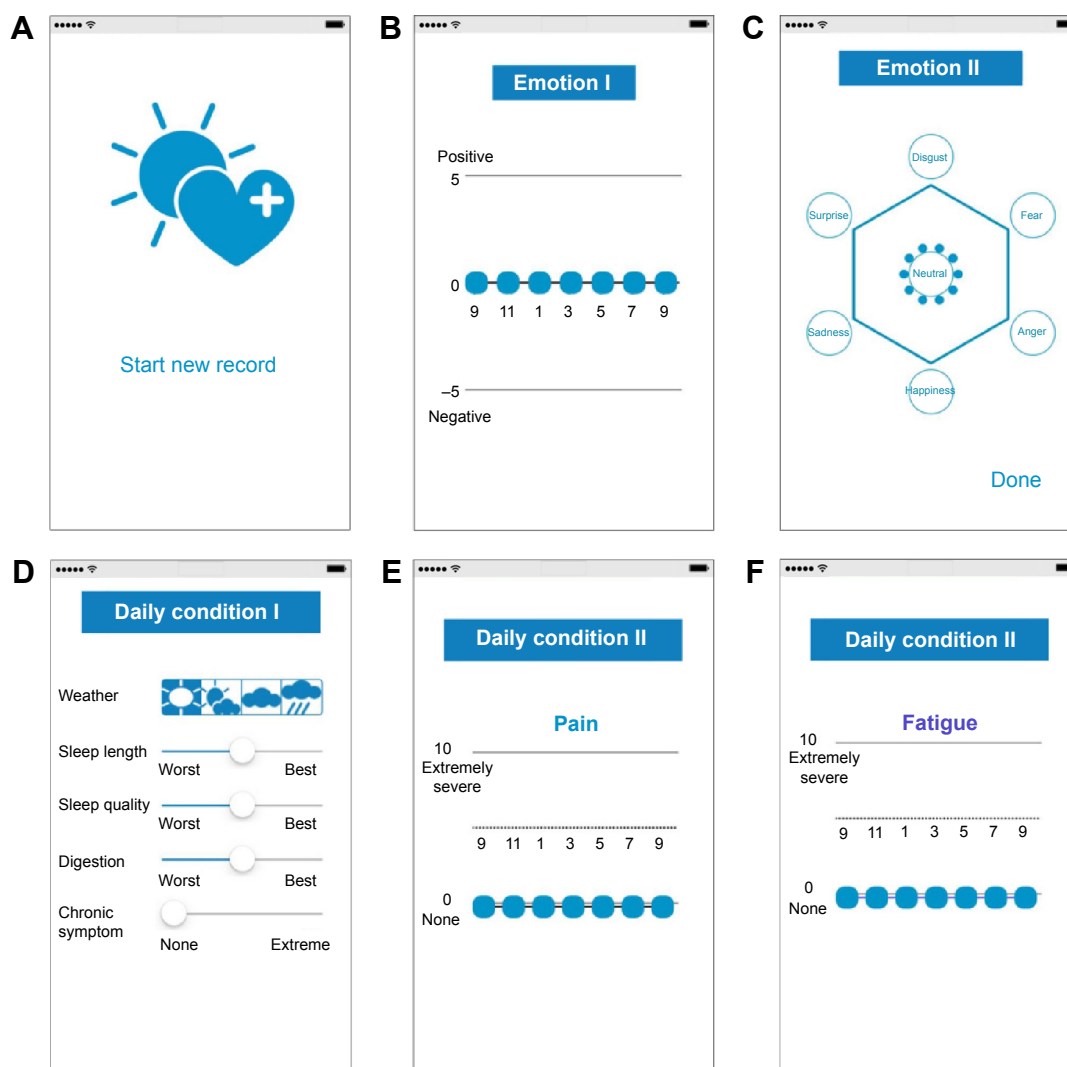 A
Start new record
B
Emotion I
Positive
5
0
9 11 1 3 5 7 9
–5
Negative
C
Emotion II
Disgust
Surprise
Fear
Neutral
Sadness
Anger
Happiness
Done
D
Daily condition I
Weather
Sleep length
Worst Best
Sleep quality
Worst Best
Digestion
Worst Best
Chronic
symptom
None Extreme
E
Daily condition II
Pain
10
Extremely
severe
9 11 1 3 5 7 9
0
None
F
Daily condition II
Fatigue
10
Extremely
severe
9 11 1 3 5 7 9
0
None